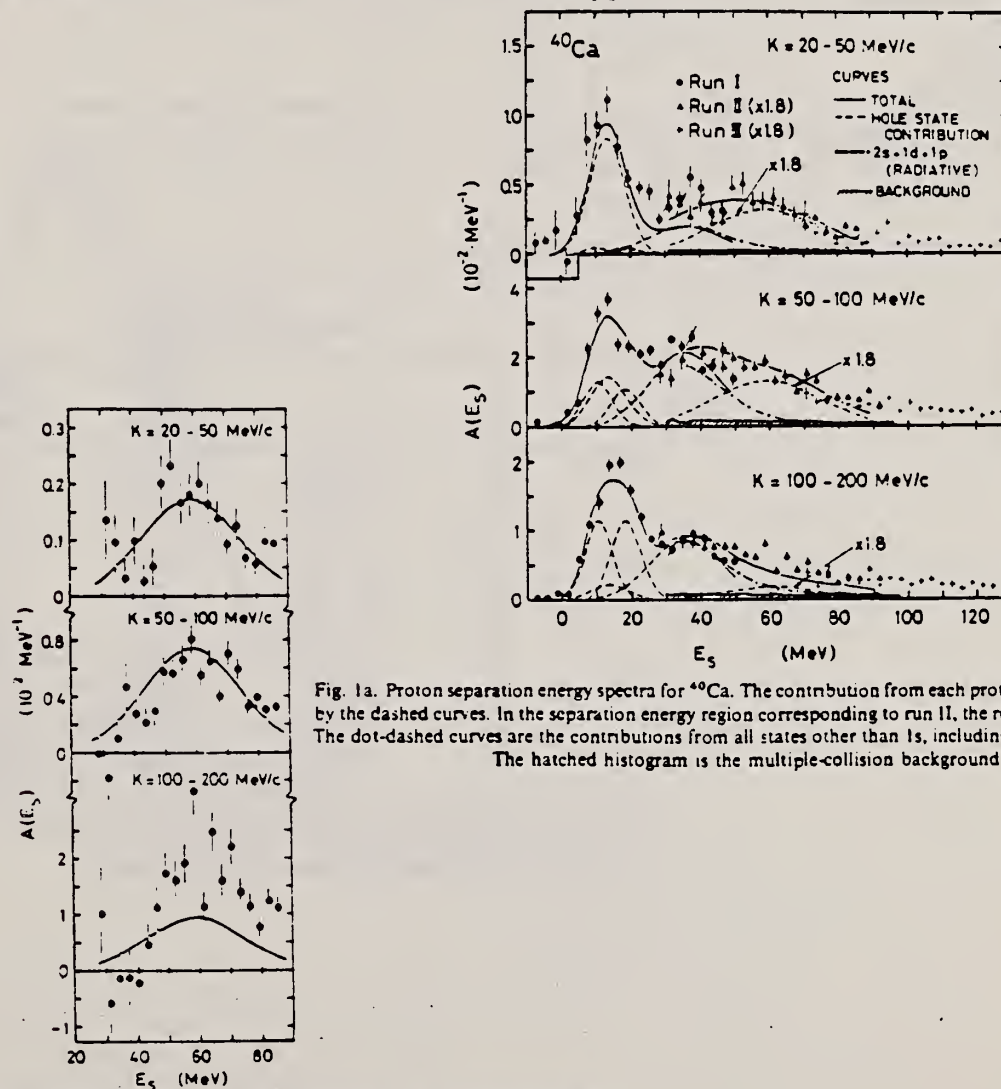 ⁴⁰Ca
K = 20-50 MeV/c
• Run I
▴ Run II (x1.8)
+ Run III (x1.8)
CURVES
TOTAL
HOLE STATE
CONTRIBUTION
2s+1d+1p
(RADIATIVE)
BACKGROUND
x1.8
1.5
1.0
0.5
0
(10⁻² MeV⁻¹)
K = 50-100 MeV/c
x1.8
4
2
0
A(E_S)
K = 100-200 MeV/c
x1.8
2
1
0
0 20 40 60 80 100 120
E_S (MeV)
Fig. 1a. Proton separation energy spectra for ⁴⁰Ca. The contribution from each
by the dashed curves. In the separation energy region corresponding to run II, the
The dot-dashed curves are the contributions from all states other than 1s,
The hatched histogram is the multiple-collision background
K = 20-50 MeV/c
0.3
0.2
0.1
0
K = 50-100 MeV/c
0.8
0.4
0
(10⁻² MeV⁻¹)
K = 100-200 MeV/c
2
1
0
-1
A(E_S)
20 40 60 80
E_S (MeV)